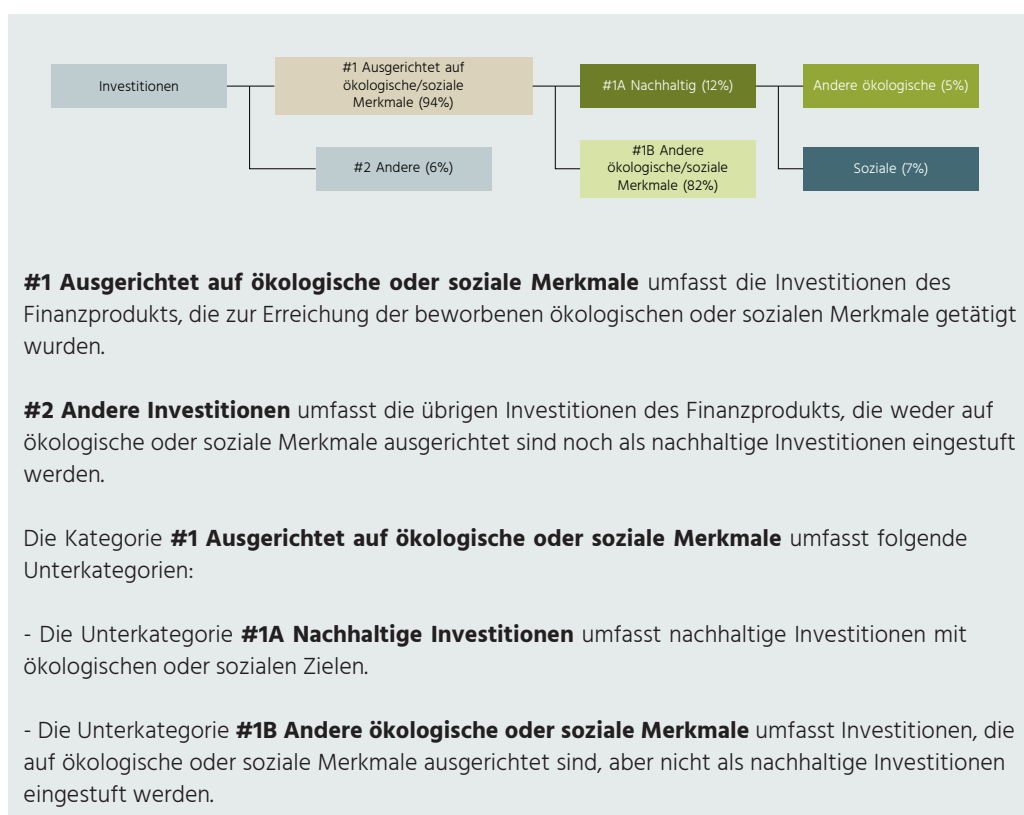 Investitionen
#1 Ausgerichtet auf
ökologische/soziale
Merkmale (94%)
#1A Nachhaltig (12%)
Andere ökologische (5%)
#2 Andere (6%)
#1B Andere
ökologische/soziale
Merkmale (82%)
Soziale (7%)
#1 Ausgerichtet auf ökologische oder soziale Merkmale umfasst die Investitionen des
Finanzprodukts, die zur Erreichung der beworbenen ökologischen oder sozialen Merkmale getätigt
wurden.
#2 Andere Investitionen umfasst die übrigen Investitionen des Finanzprodukts, die weder auf
ökologische oder soziale Merkmale ausgerichtet sind noch als nachhaltige Investitionen eingestuft
werden.
Die Kategorie #1 Ausgerichtet auf ökologische oder soziale Merkmale umfasst folgende
Unterkategorien:
- Die Unterkategorie #1A Nachhaltige Investitionen umfasst nachhaltige Investitionen mit
ökologischen oder sozialen Zielen.
- Die Unterkategorie #1B Andere ökologische oder soziale Merkmale umfasst Investitionen, die
auf ökologische oder soziale Merkmale ausgerichtet sind, aber nicht als nachhaltige Investitionen
eingestuft werden.